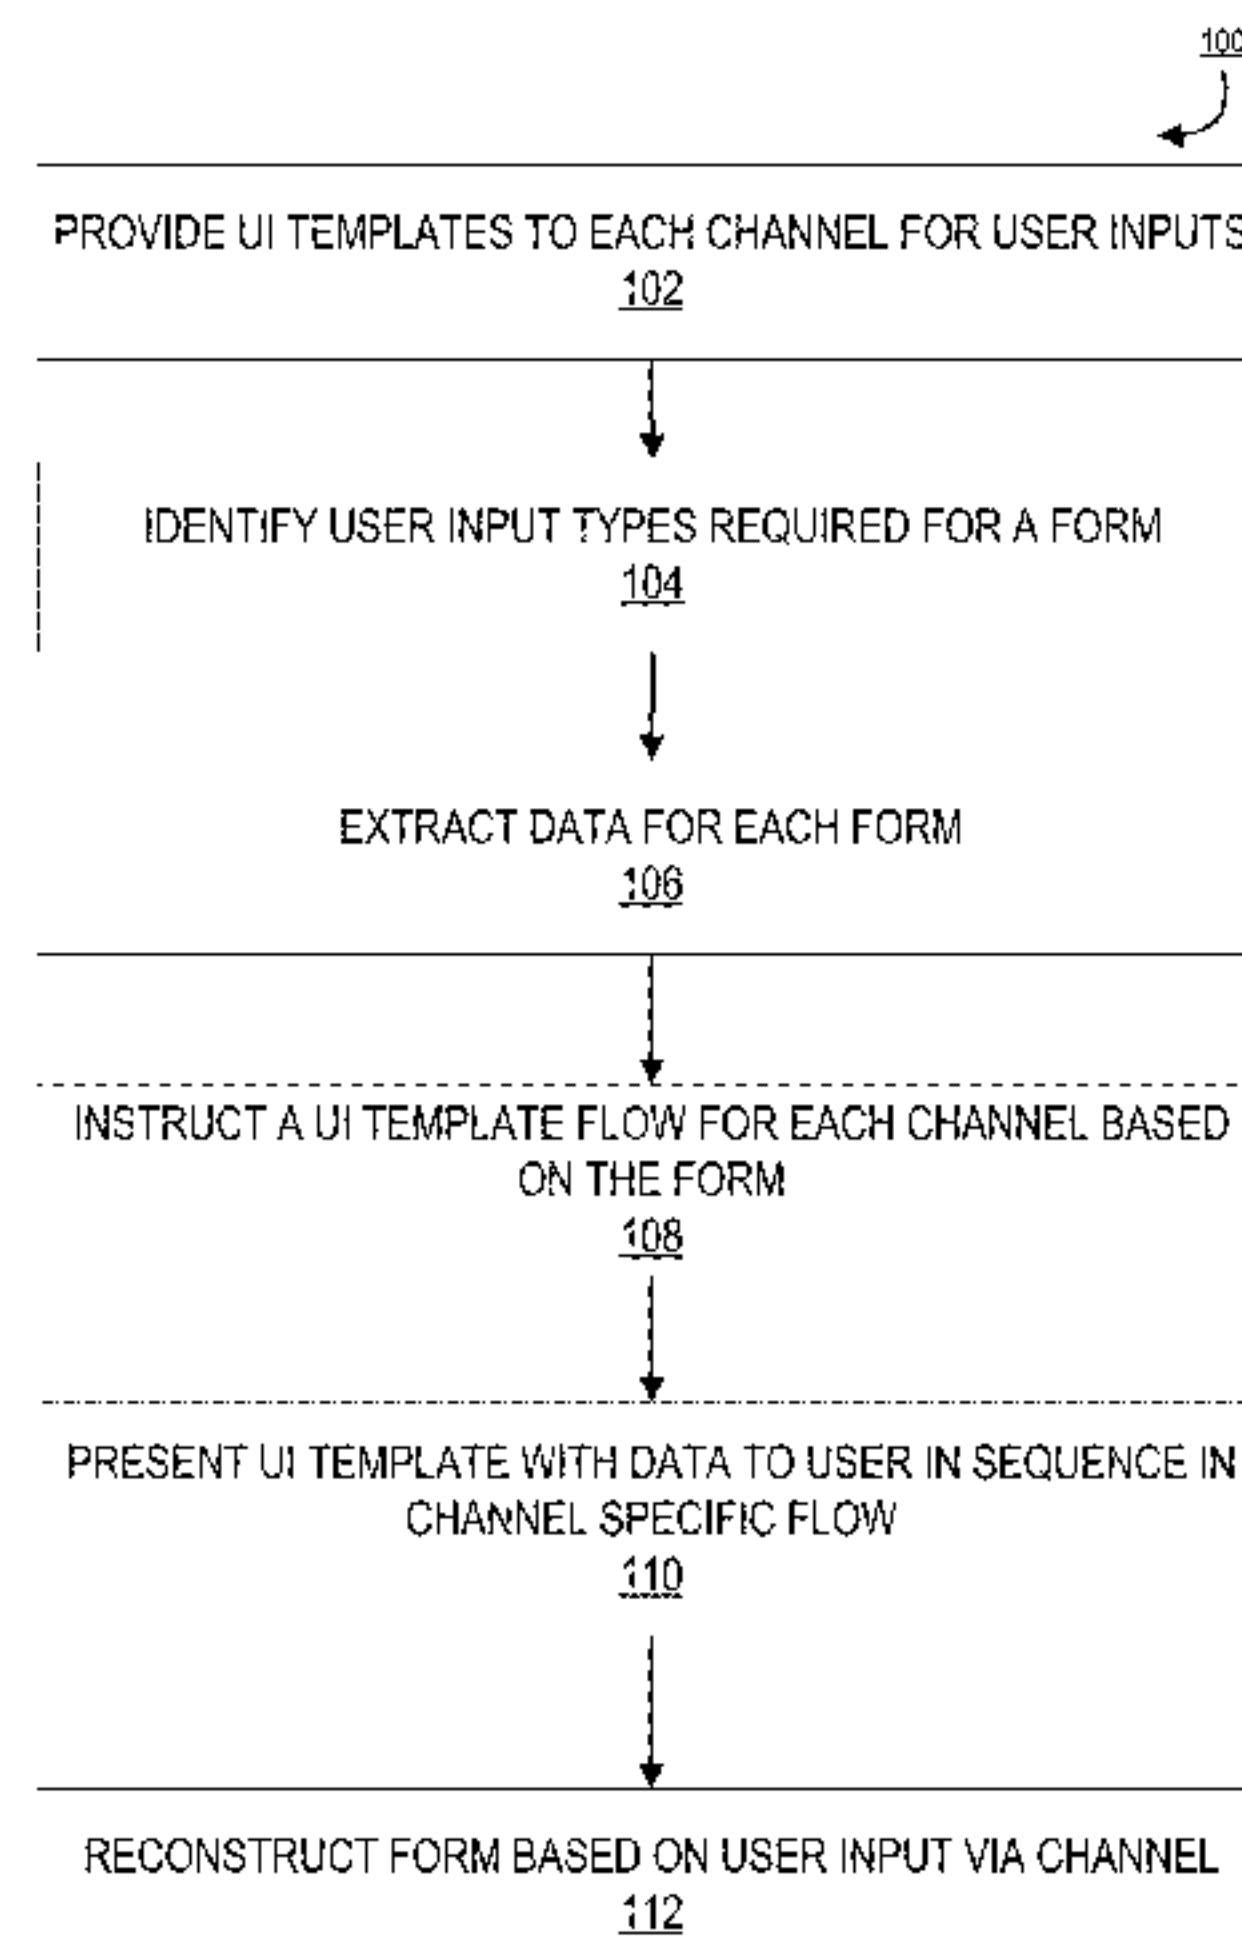 100
PROVIDE UI TEMPLATES TO EACH CHANNEL FOR USER INPUTS
102
IDENTIFY USER INPUT TYPES REQUIRED FOR A FORM
104
EXTRACT DATA FOR EACH FORM
106
INSTRUCT A UI TEMPLATE FLOW FOR EACH CHANNEL BASED
ON THE FORM
108
PRESENT UI TEMPLATE WITH DATA TO USER IN SEQUENCE IN
CHANNEL SPECIFIC FLOW
110
RECONSTRUCT FORM BASED ON USER INPUT VIA CHANNEL
112